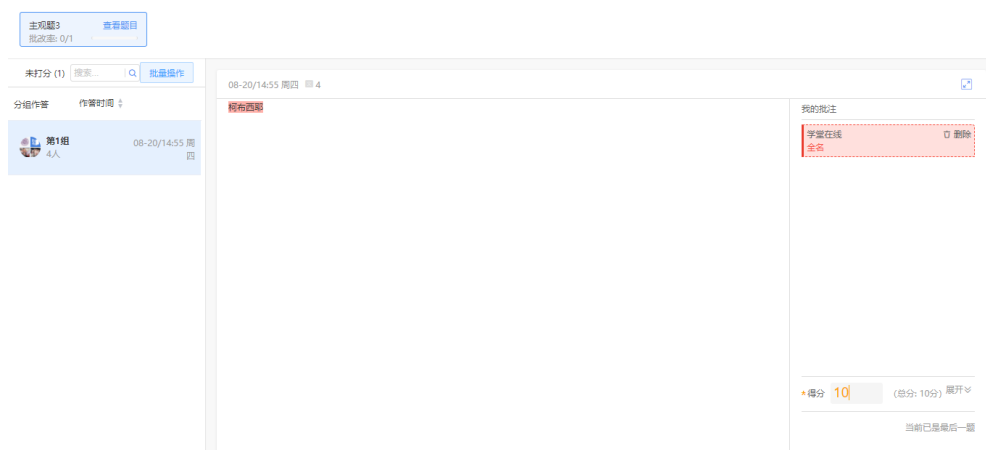 主观题3 查看题目
批改率: 0/1
未打分 (1) 搜索... 批量操作
分组作答 作答时间
第1组 08-20/14:55 周四
4人
08-20/14:55 周四 4
柯布西耶
我的批注
学堂在线 删除
全名
*得分 10 (总分: 10分) 展开
当前已是最后一题